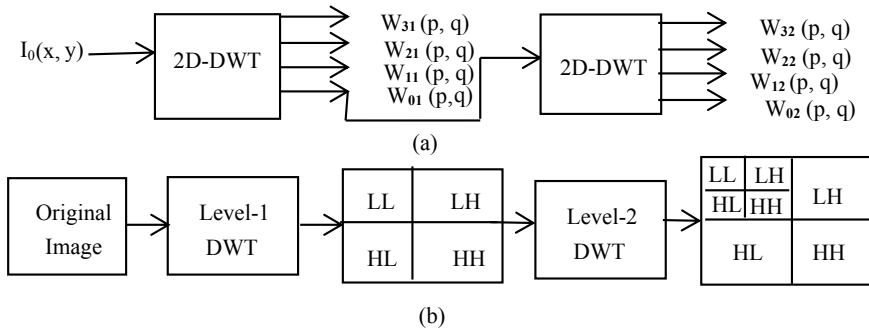 I₀(x, y)
2D-DWT
W₃₁ (p, q)
W₂₁ (p, q)
W₁₁ (p, q)
W₀₁ (p,q)
2D-DWT
W₃₂ (p, q)
W₂₂ (p, q)
W₁₂ (p, q)
W₀₂ (p, q)
(a)
Original
Image
Level-1
DWT
LL LH
HL HH
Level-2
DWT
LL LH
HL HH
LH
HL HH
(b)